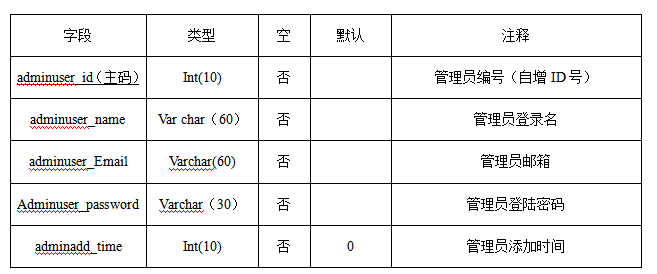 字段 类型 空 默认 注释
adminuser_id（主码） Int(10) 否 管理员编号（自增 ID 号）
adminuser_name Var char（60） 否 管理员登录名
adminuser_Email Varchar(60) 否 管理员邮箱
Adminuser_password Varchar（30） 否 管理员登陆密码
adminadd_time Int(10) 否 0 管理员添加时间